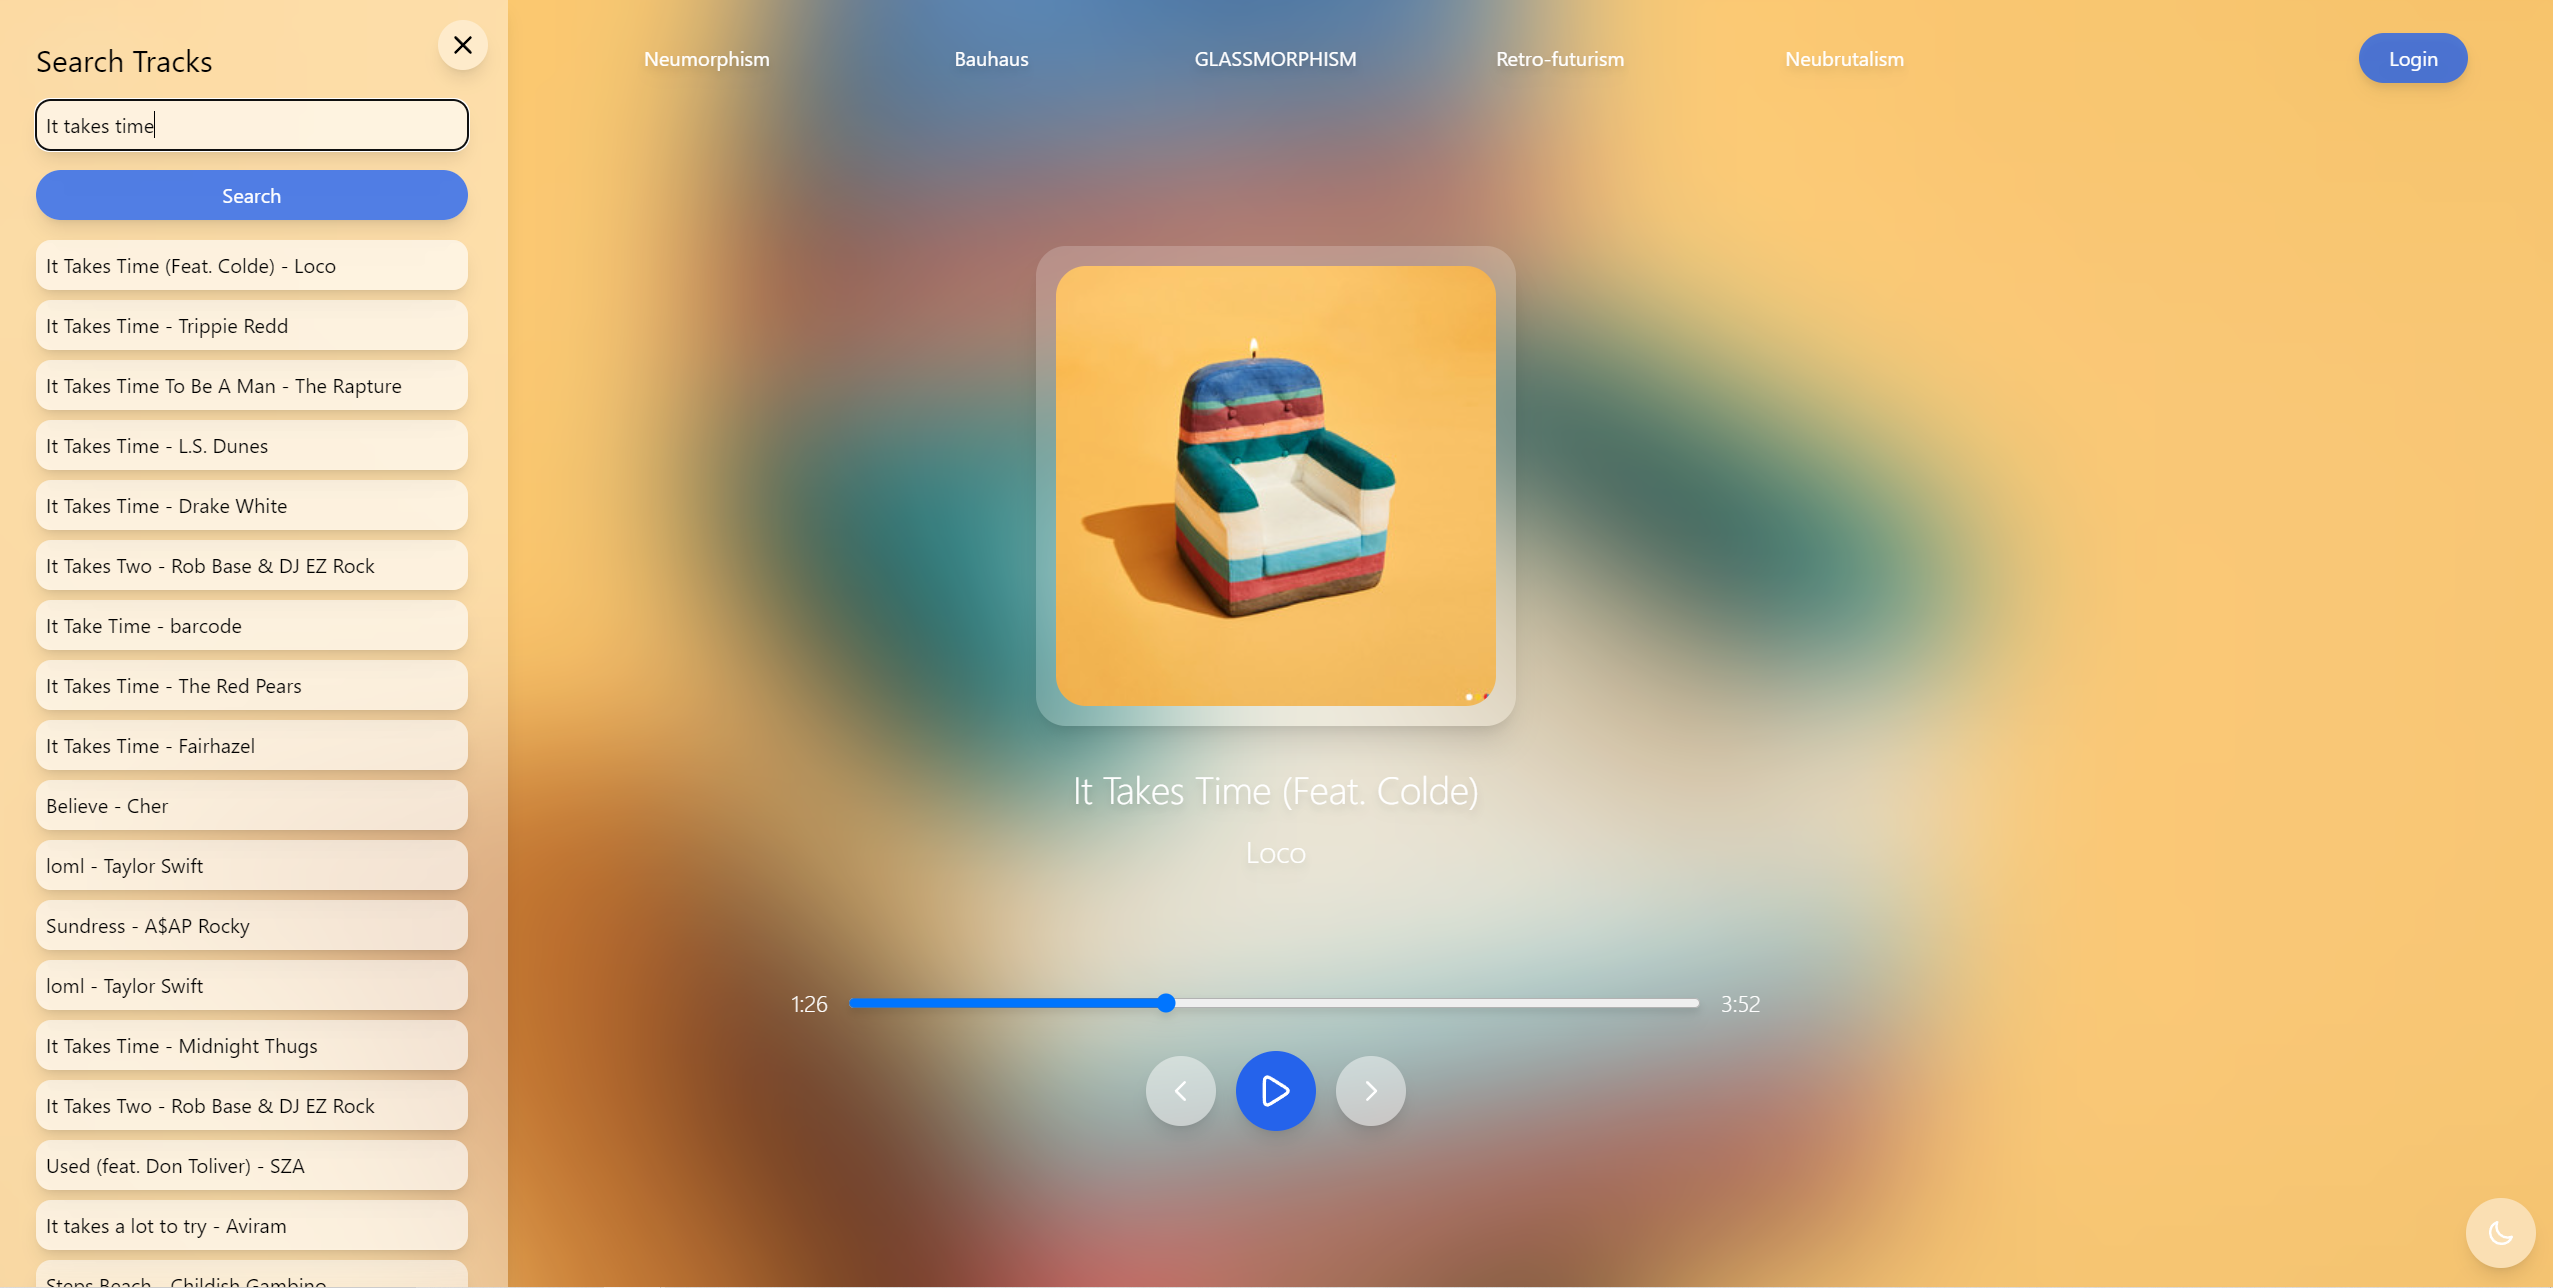 Search Tracks
It takes time
Search
It Takes Time (Feat. Colde) - Loco
It Takes Time - Trippie Redd
It Takes Time To Be A Man - The Rapture
It Takes Time - L.S. Dunes
It Takes Time - Drake White
It Takes Two - Rob Base & DJ EZ Rock
It Take Time - barcode
It Takes Time - The Red Pears
It Takes Time - Fairhazel
Believe - Cher
loml - Taylor Swift
Sundress - A$AP Rocky
loml - Taylor Swift
It Takes Time - Midnight Thugs
It Takes Two - Rob Base & DJ EZ Rock
Used (feat. Don Toliver) - SZA
It takes a lot to try - Aviram
Steps Beach - Childish Gambino
Neumorphism
Bauhaus
GLASSMORPHISM
Retro-futurism
Neubrutalism
Login
It Takes Time (Feat. Colde)
Loco
1:26
3:52